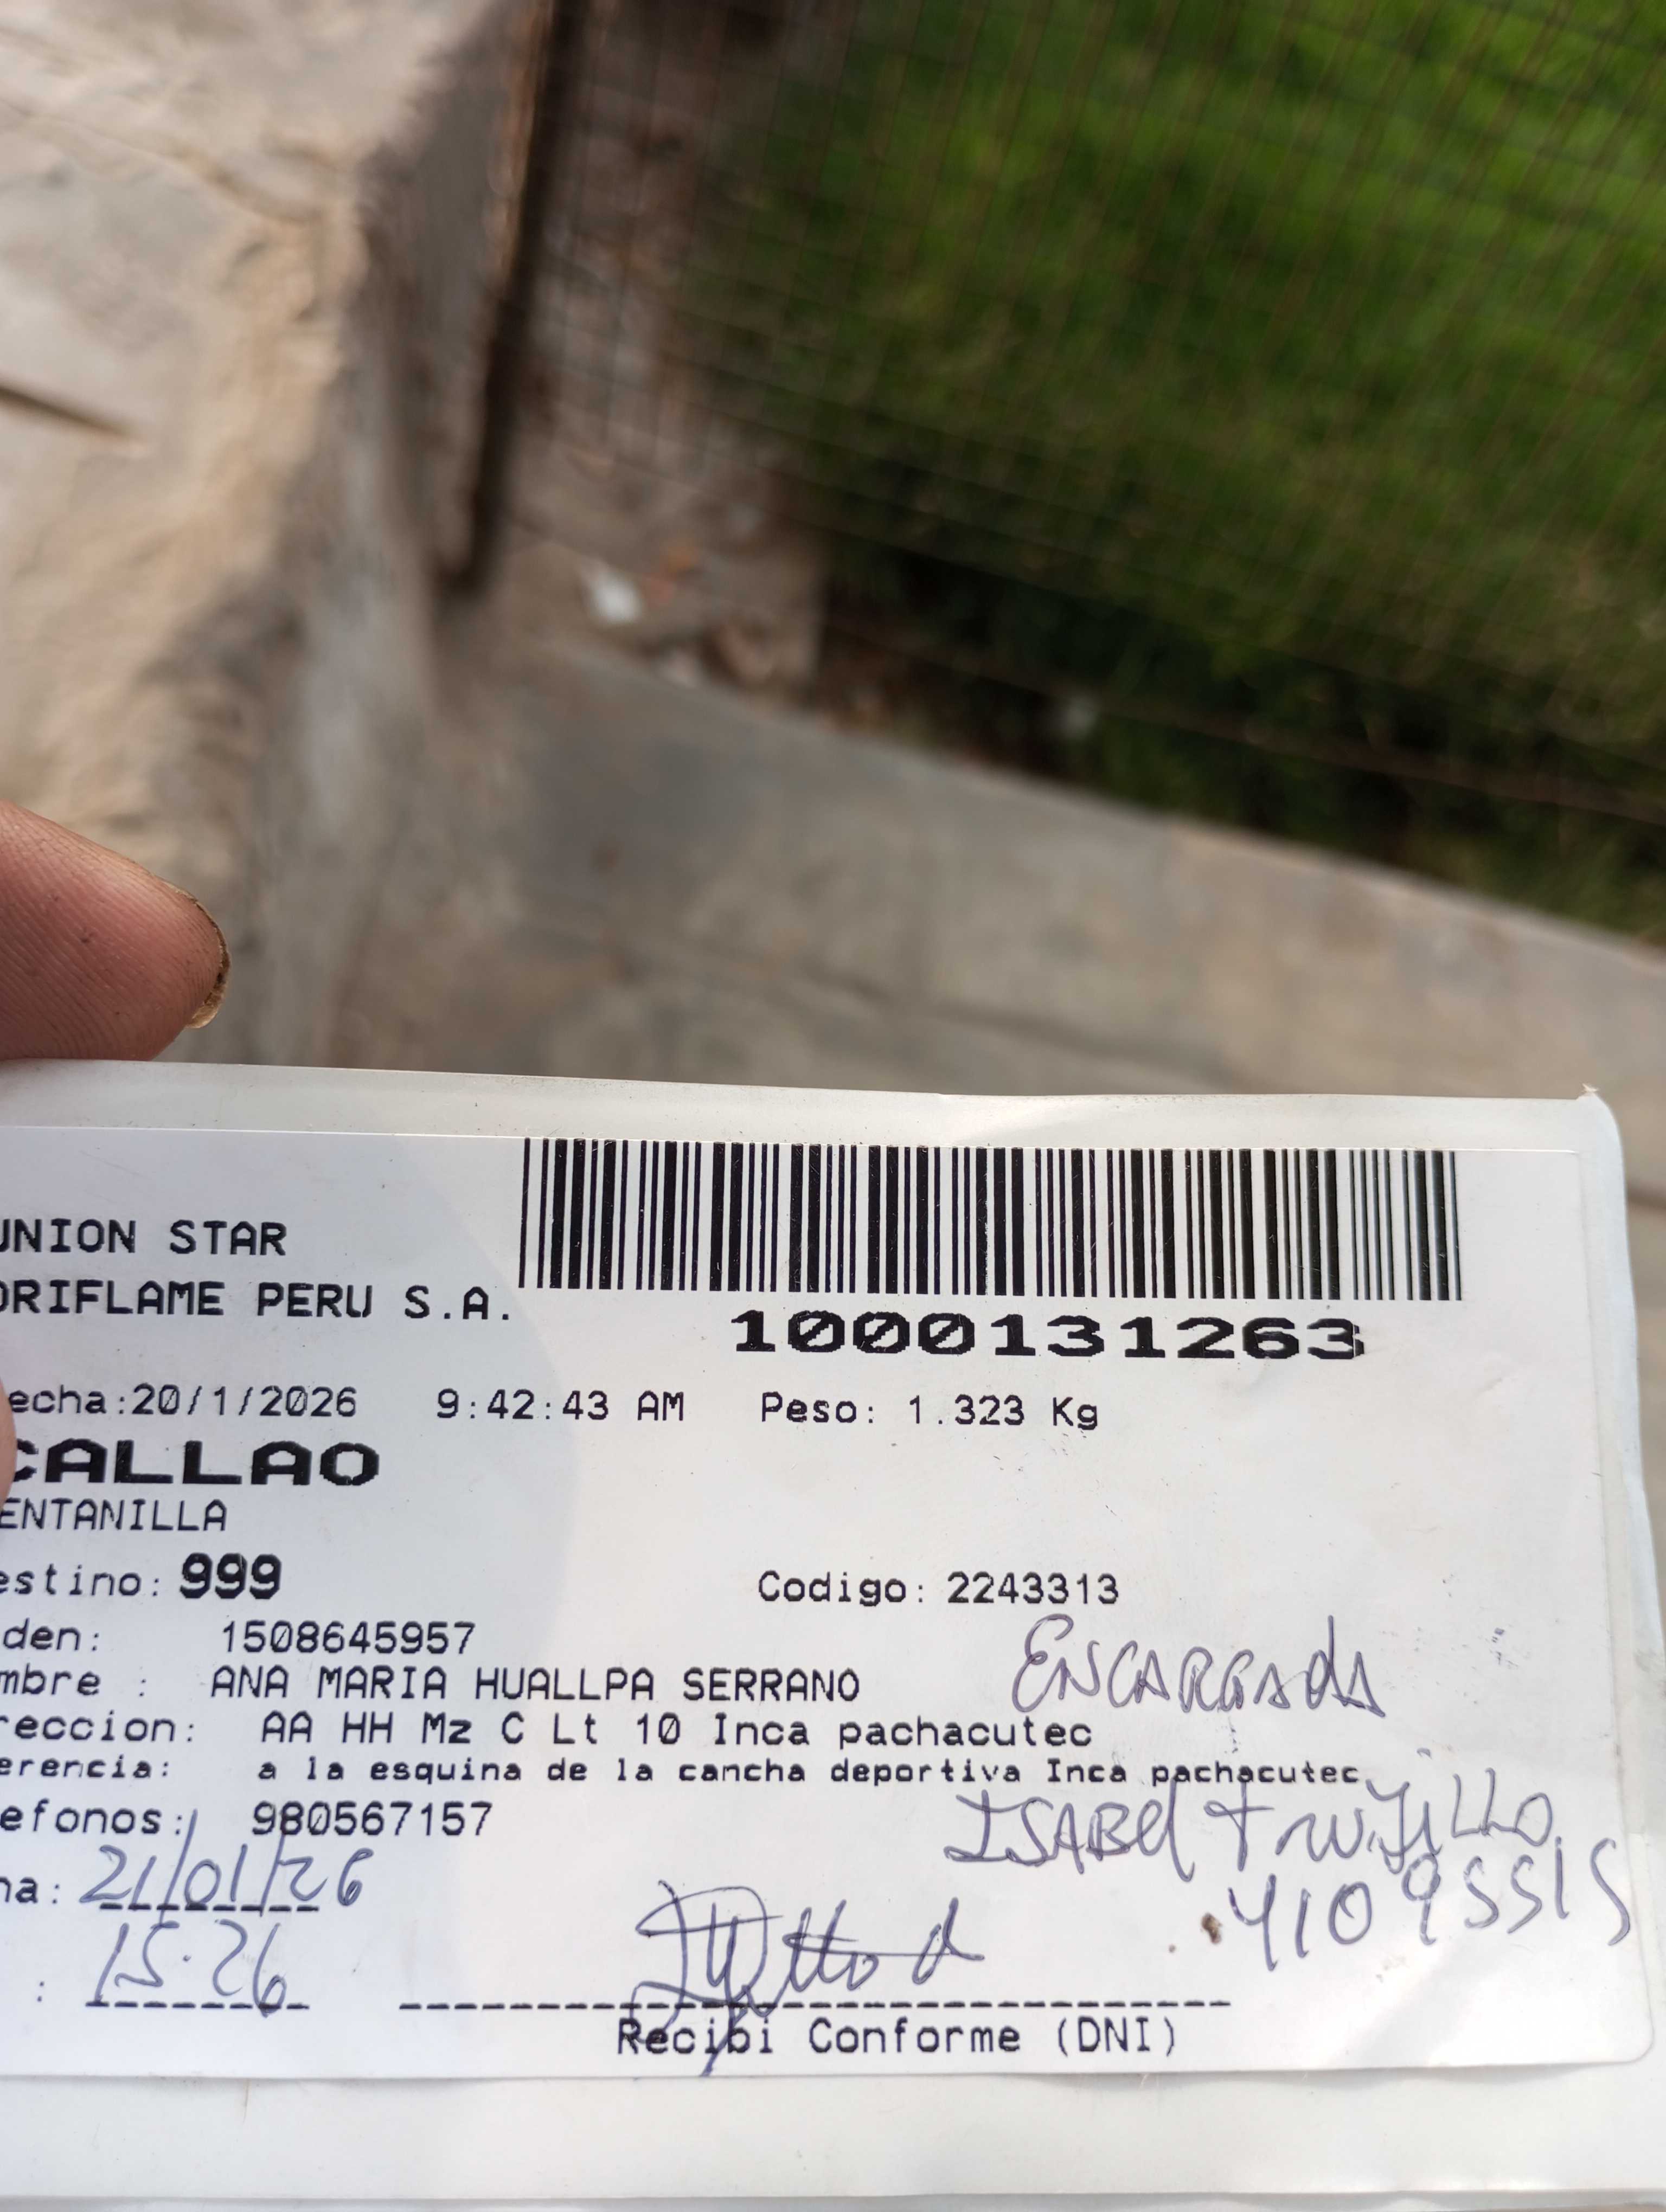 UNION STAR
ORIFLAME PERU S.A.
1000131263
echa:20/1/2026 9:42:43 AM Peso: 1.323 Kg
CALLAO
ENTANILLA
estino: 999 Codigo: 2243313
den: 1508645957
ENCARGADA
mbre : ANA MARIA HUALLPA SERRANO
reccion: AA HH Mz C Lt 10 Inca pachacutec
erencia: a la esquina de la cancha deportiva Inca pachacutec
efonos: 980567157
ISABEl truJiLLO
na: 21/01/26
41095515
: 15:26
Recibi Conforme (DNI)